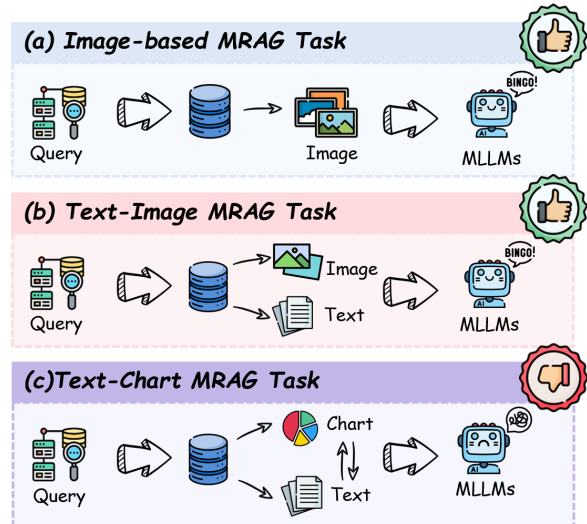 (a) Image-based MRAG Task
BINGO!
AI
Query
Image
MLLMs
(b) Text-Image MRAG Task
BINGO!
Image
AI
Query
Text
MLLMs
(c)Text-Chart MRAG Task
Chart
AI
Query
Text
MLLMs